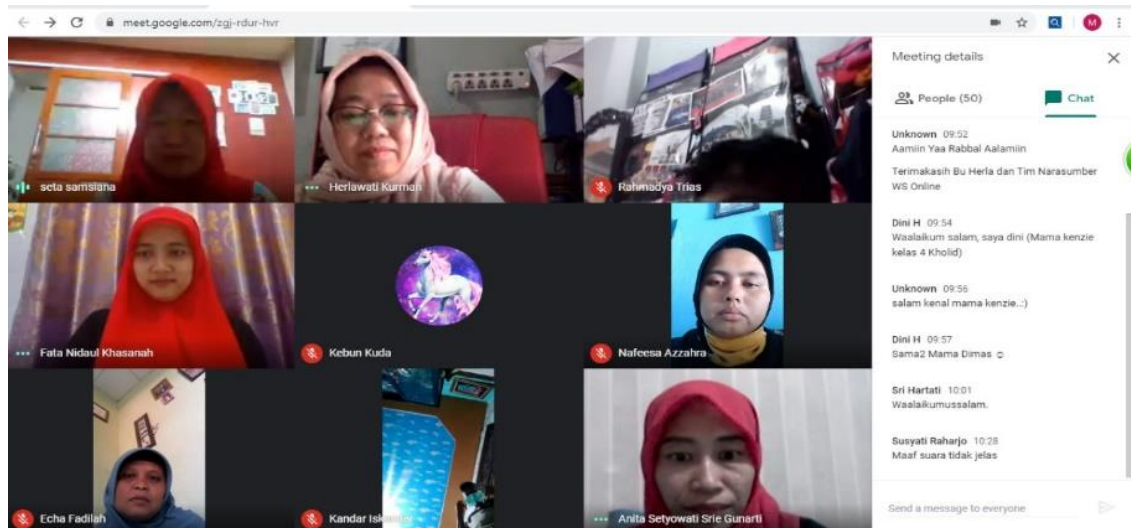 meet.google.com/zgj-rdur-hvr
M
Meeting details
People (50)
Chat
seta samsiana
Herlawati Kurman
Rahmadya Trias
Fata Nidaul Khasanah
Kebun Kuda
Nafeesa Azzahra
Echa Fadilah
Kandar Iskandar
Anita Setyowati Srie Gunarti
Unknown 09:52
Aamiin Yaa Rabbal Aalamiin
Terimakasih Bu Herla dan Tim Narasumber
WS Online
Dini H 09:54
Waalaikum salam, saya dini (Mama kenzie
kelas 4 Kholid)
Unknown 09:56
salam kenal mama kenzie..:)
Dini H 09:57
Sama2 Mama Dimas ☺
Sri Hartati 10:01
Waalaikumussalam.
Susyati Raharjo 10:28
Maaf suara tidak jelas
Send a message to everyone